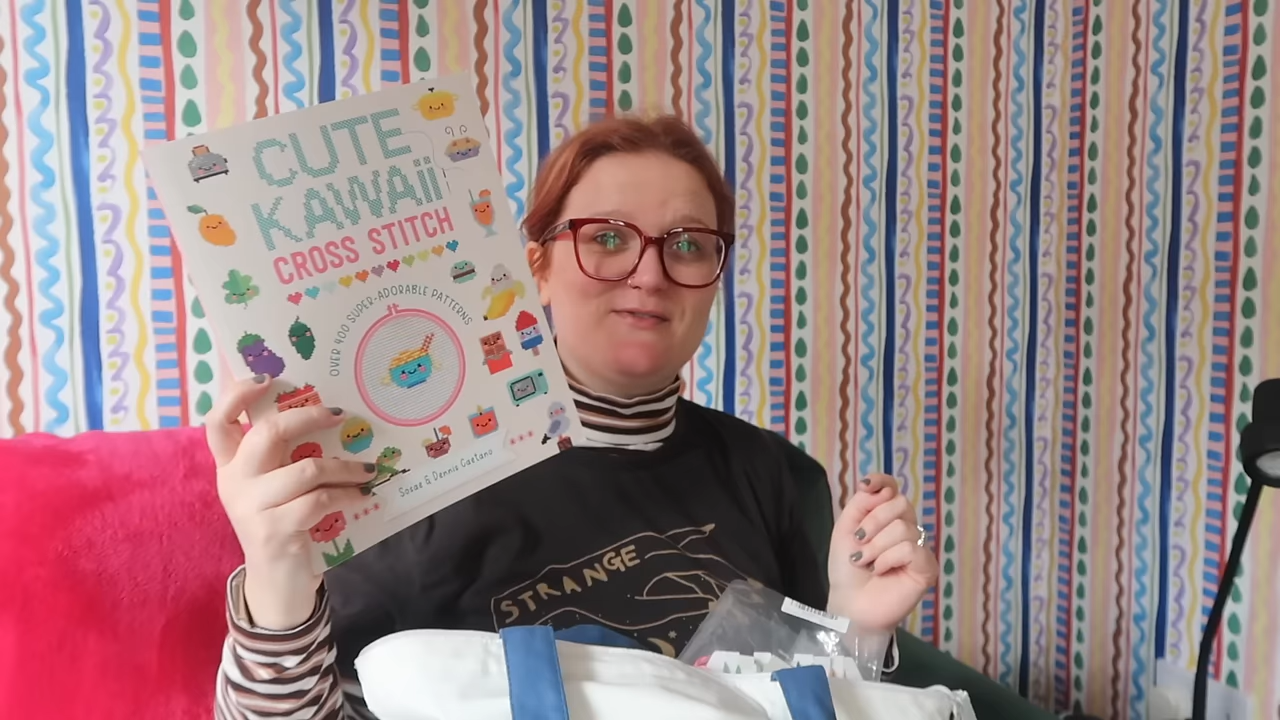 CUTE
KAWAii
CROSS STITCH
OVER 400 SUPER-ADORABLE PATTERNS
Sosae & Dennis Caetano
STRANGE